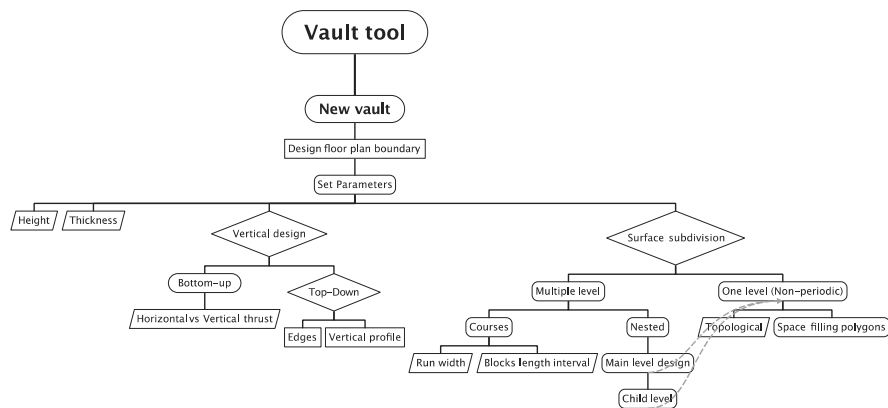 Vault tool
New vault
Design floor plan boundary
Set Parameters
Height
Thickness
Vertical design
Surface subdivision
Bottom-up
Top-Down
Multiple level
One level (Non-periodic)
Horizontal vs Vertical thrust
Edges
Vertical profile
Courses
Nested
Topological
Space filling polygons
Run width
Blocks length interval
Main level design
Child level